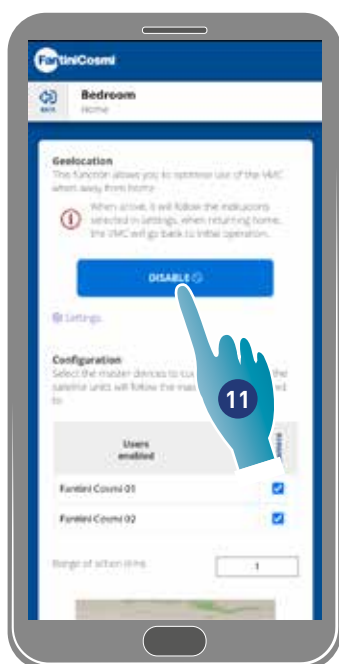 FantiniCosmi
Bedroom
BACK
Home
Geolocation
This function allows you to optimise use of the VMC
when away from home
When active, it will follow the indications
selected in settings, when returning home,
the VMC will go back to initial operation.
DISABLE
Settings
Configuration
Select the master devices to the
satellite units will follow the
to.
11
Users
enabled
Fantini Cosmi 01
Fantini Cosmi 02
Range of action
1